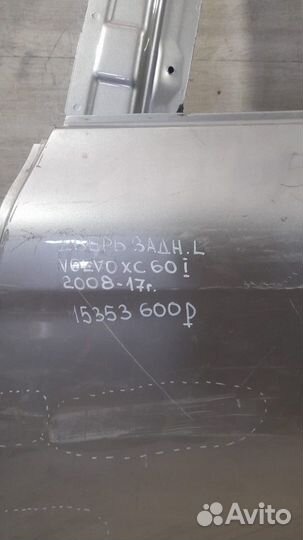 ДВЕРЬ ЗАДН. L
VOLVO XC 60 I
2008-17г.
15353 600₽
Avito